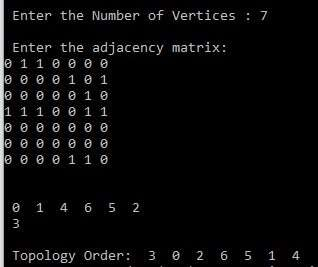 Enter the Number of Vertices : 7
Enter the adjacency matrix:
0 1 1 0 0 0 0
0 0 0 0 1 0 1
0 0 0 0 0 1 0
1 1 1 0 0 1 1
0 0 0 0 0 0 0
0 0 0 0 0 0 0
0 0 0 0 1 1 0
0 1 4 6 5 2
3
Topology Order: 3 0 2 6 5 1 4